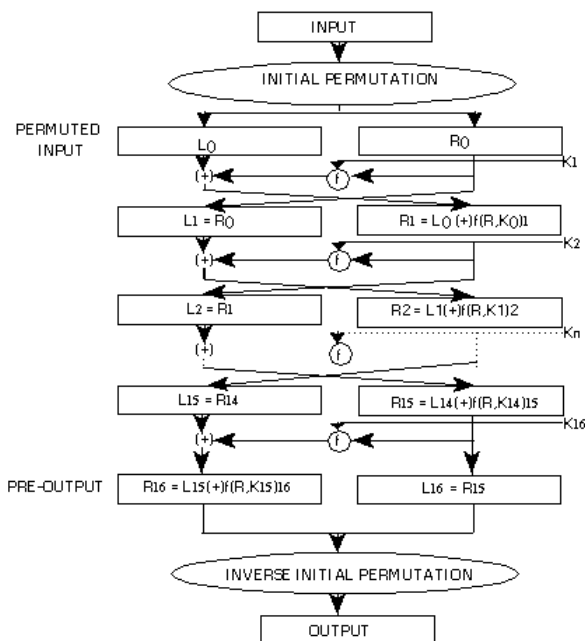 INPUT
INITIAL PERMUTATION
PERMUTED
INPUT
L0
R0
K1
(+)
f
L1 = R0
R1 = L0 (+)f(R,K0)1
K2
(+)
f
L2 = R1
R2 = L1(+)f(R,K1)2
Kn
(+)
f
L15 = R14
R15 = L14(+)f(R,K14)15
K16
(+)
f
PRE-OUTPUT
R16 = L15(+)f(R,K15)16
L16 = R15
INVERSE INITIAL PERMUTATION
OUTPUT